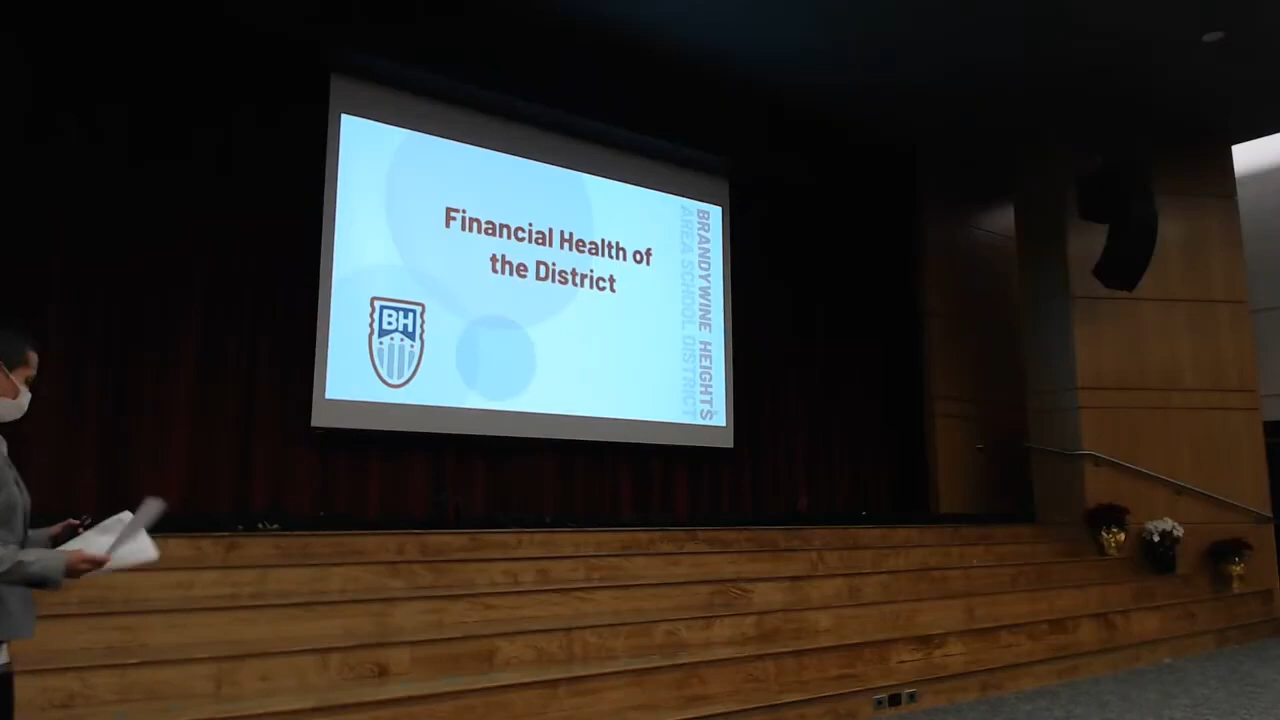 Financial Health of
the District
BH
BRANDYWINE HEIGHTS
AREA SCHOOL DISTRICT